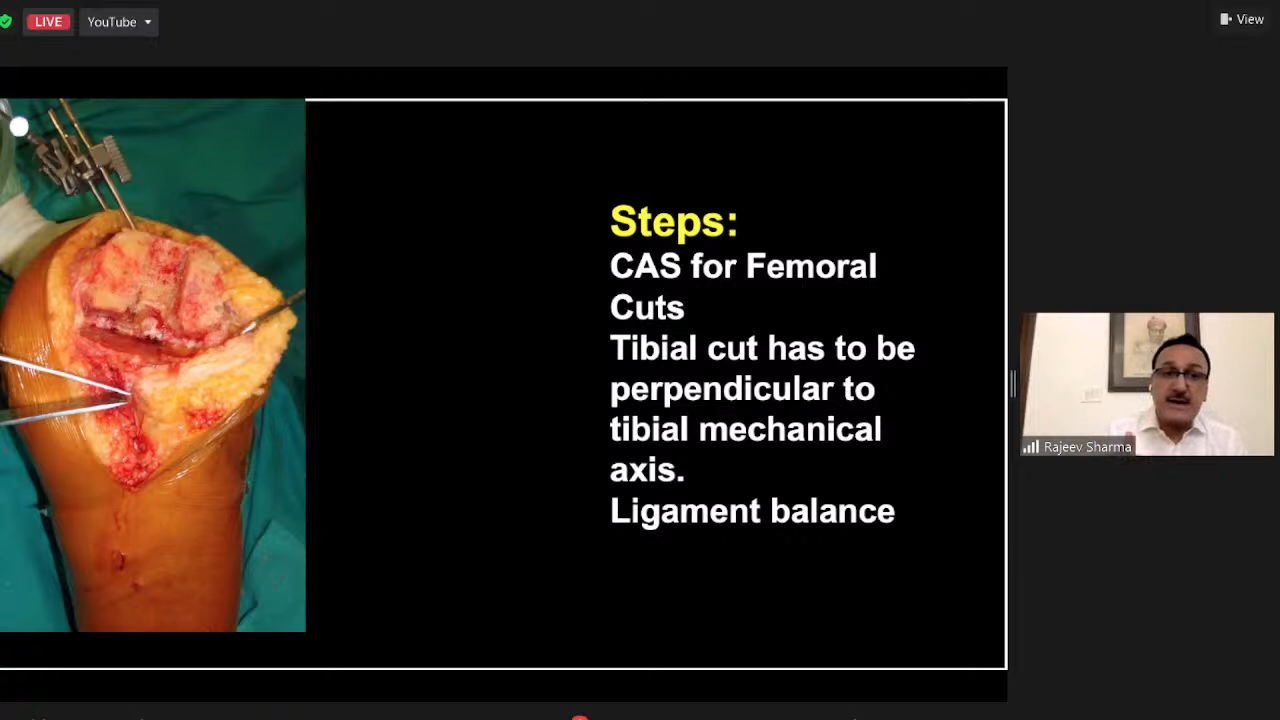 LIVE
YouTube
View
Steps:
CAS for Femoral
Cuts
Tibial cut has to be
perpendicular to
tibial mechanical
axis.
Ligament balance
Rajeev Sharma